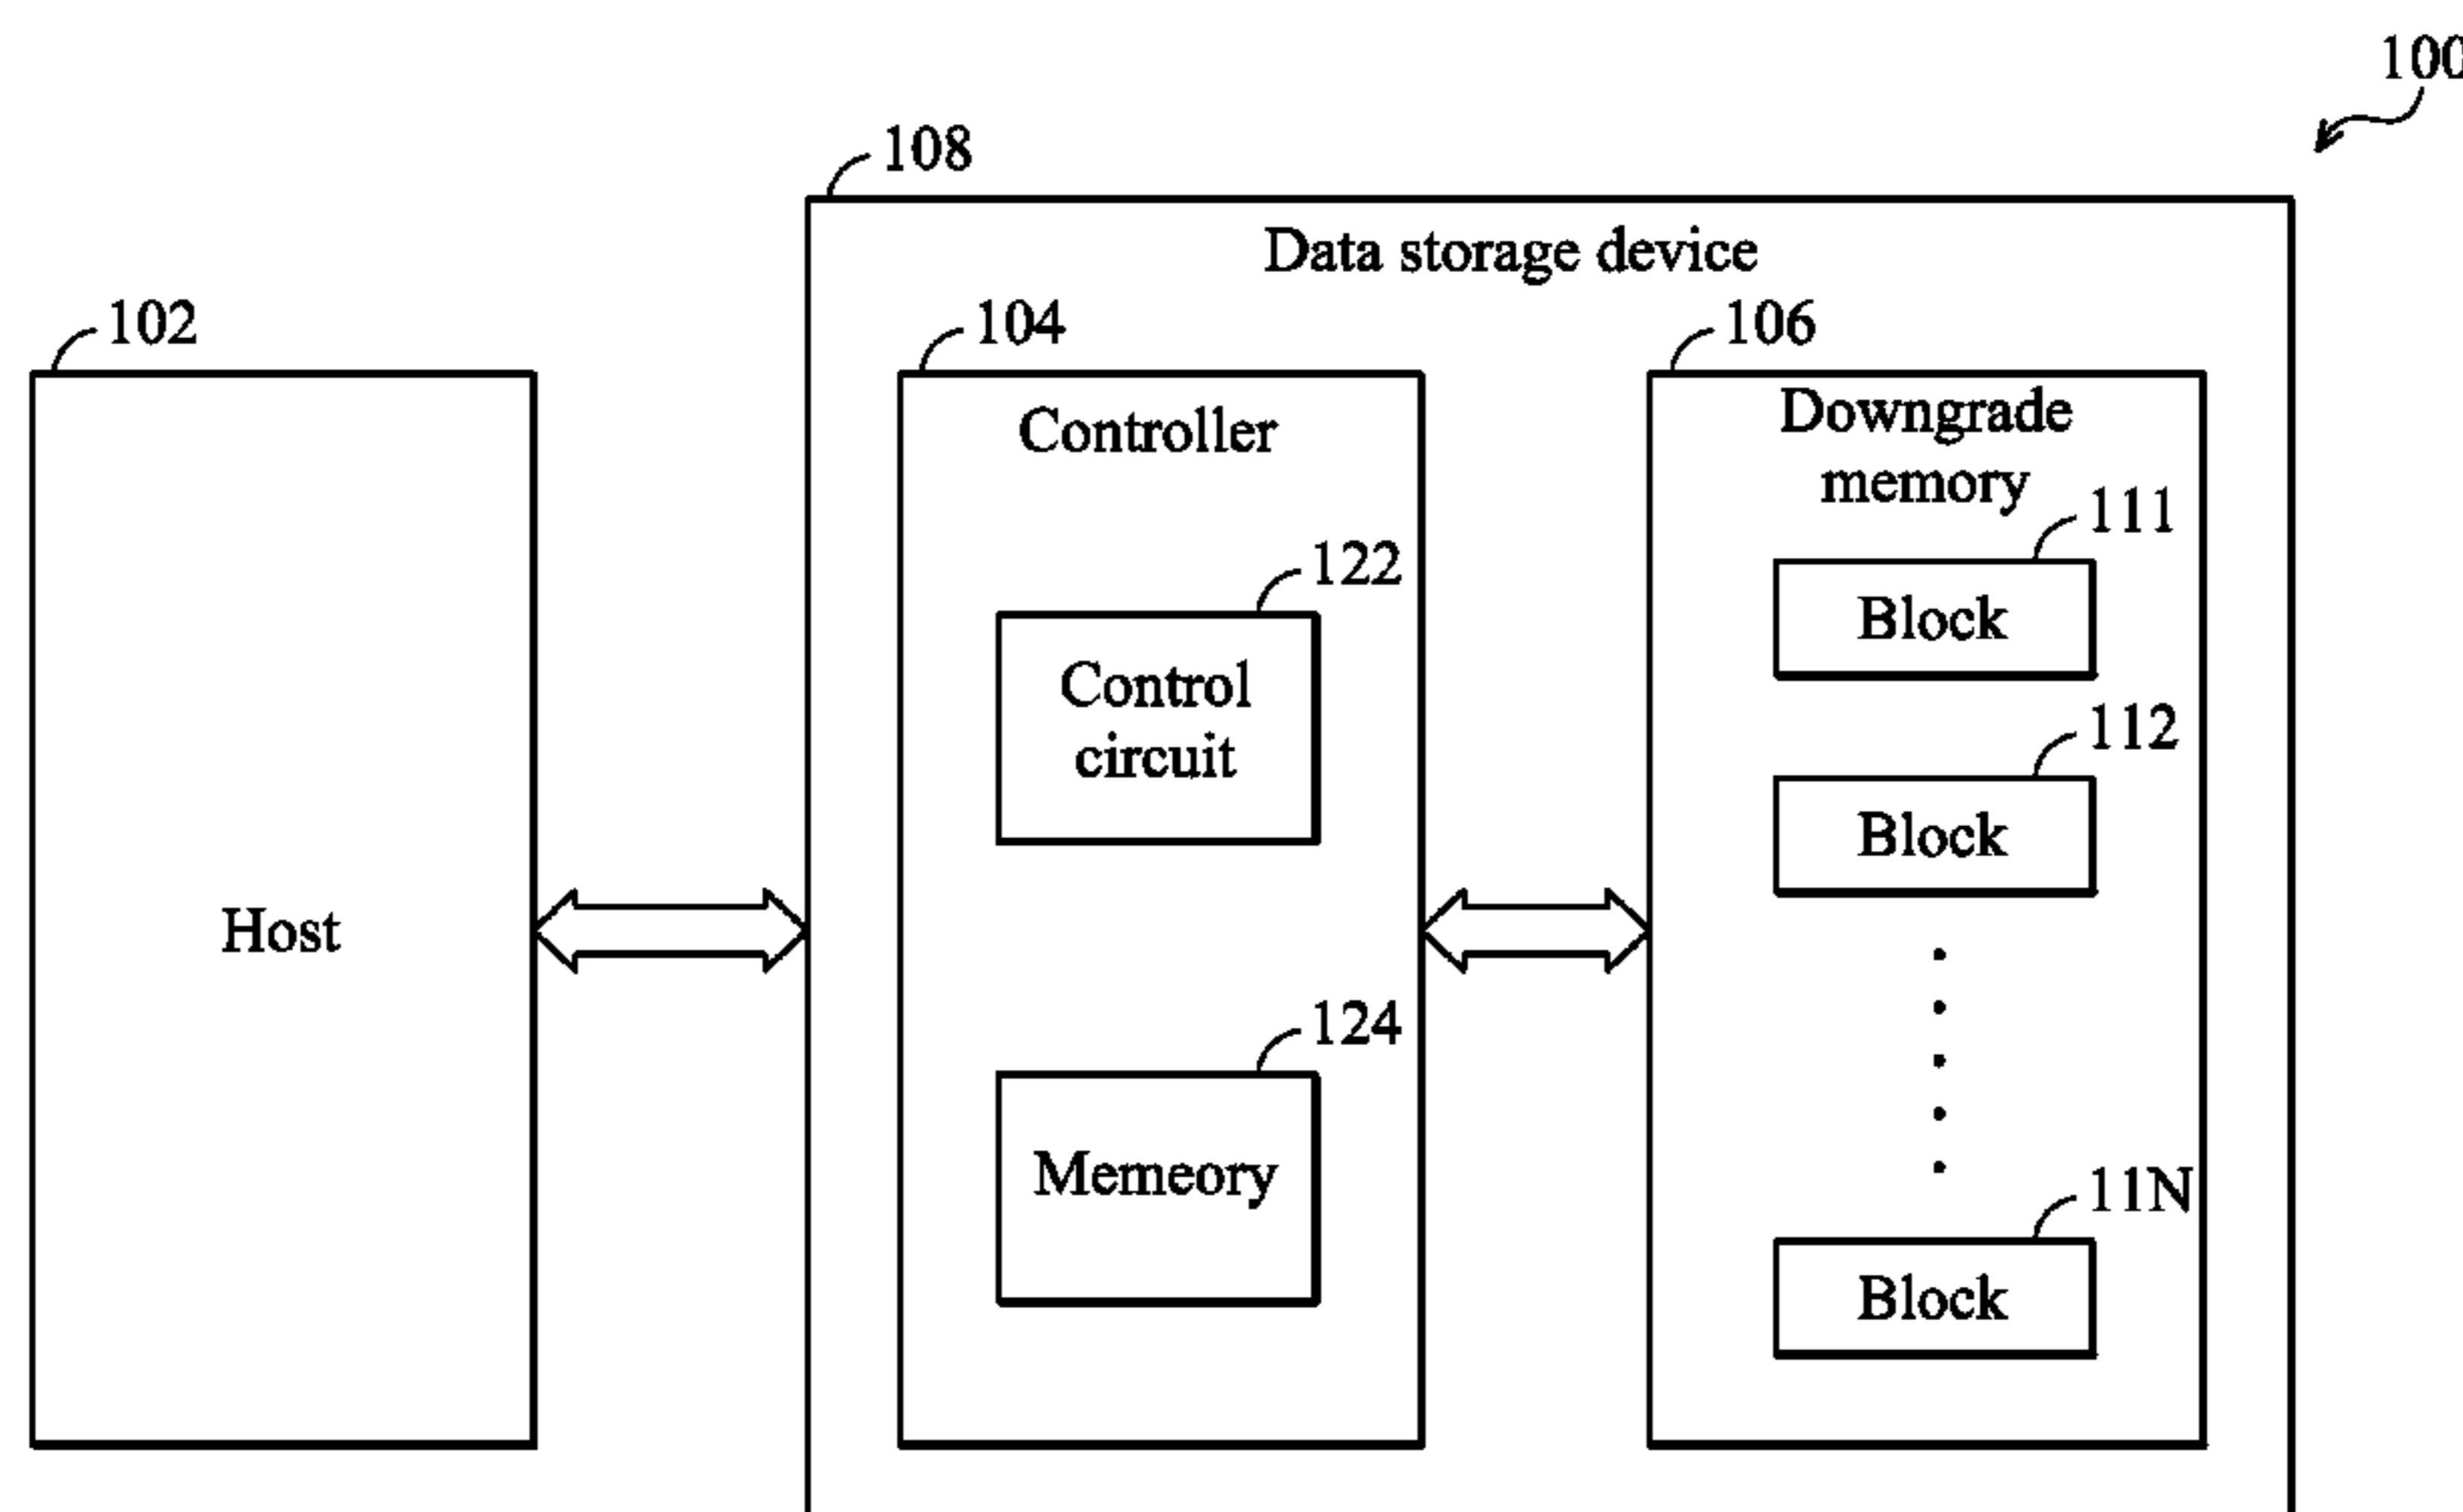 100
108
Data storage device
102
104
106
Controller
Downgrade
memory
111
122
Block
Control
circuit
112
Block
Host
124
Memeory
11N
Block